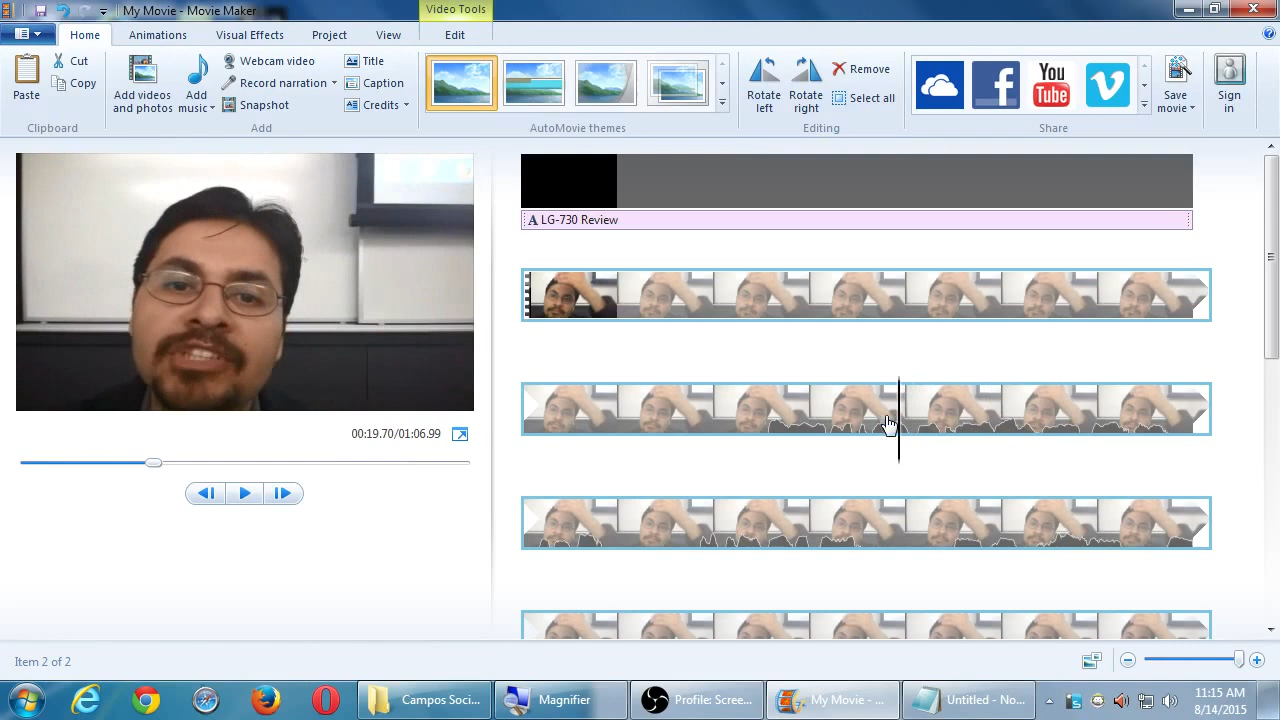 My Movie - Movie Maker
Video Tools
Home
Animations
Visual Effects
Project
View
Edit
Paste
Cut
Copy
Clipboard
Add videos and photos
Add music
Webcam video
Record narration
Snapshot
Title
Caption
Credits
Add
AutoMovie themes
Rotate left
Rotate right
Remove
Select all
Editing
You Tube
Share
Save movie
Sign in
LG-730 Review
00:19.70/01:06.99
Item 2 of 2
Campos Soci...
Magnifier
Profile: Scree...
My Movie - ...
Untitled - No...
11:15 AM
8/14/2015